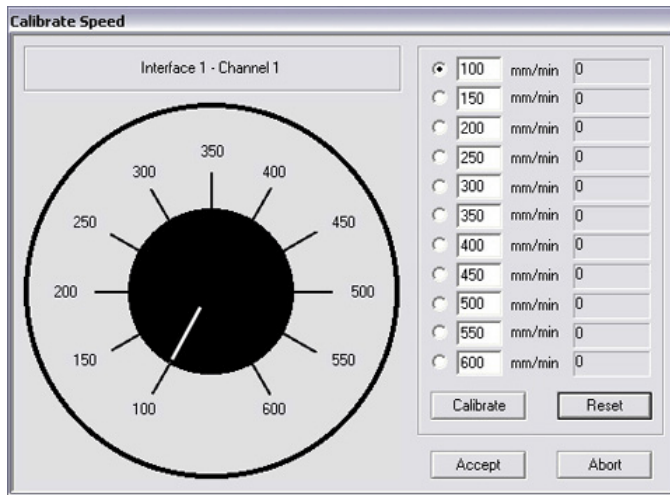 Calibrate Speed
Interface 1 - Channel 1
350
300
400
250
450
200
500
150
550
100
600
100 mm/min 0
150 mm/min 0
200 mm/min 0
250 mm/min 0
300 mm/min 0
350 mm/min 0
400 mm/min 0
450 mm/min 0
500 mm/min 0
550 mm/min 0
600 mm/min 0
Calibrate Reset
Accept Abort